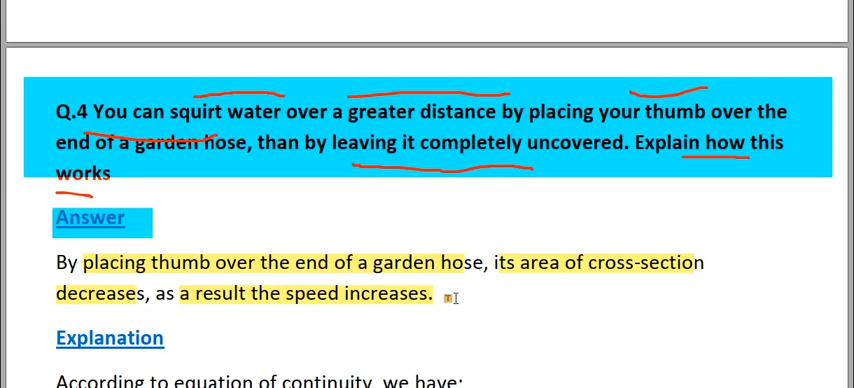 Q.4 You can squirt water over a greater distance by placing your thumb over the
end of a garden hose, than by leaving it completely uncovered. Explain how this
works
Answer
By placing thumb over the end of a garden hose, its area of cross-section
decreases, as a result the speed increases.
Explanation
According to equation of continuity, we have: